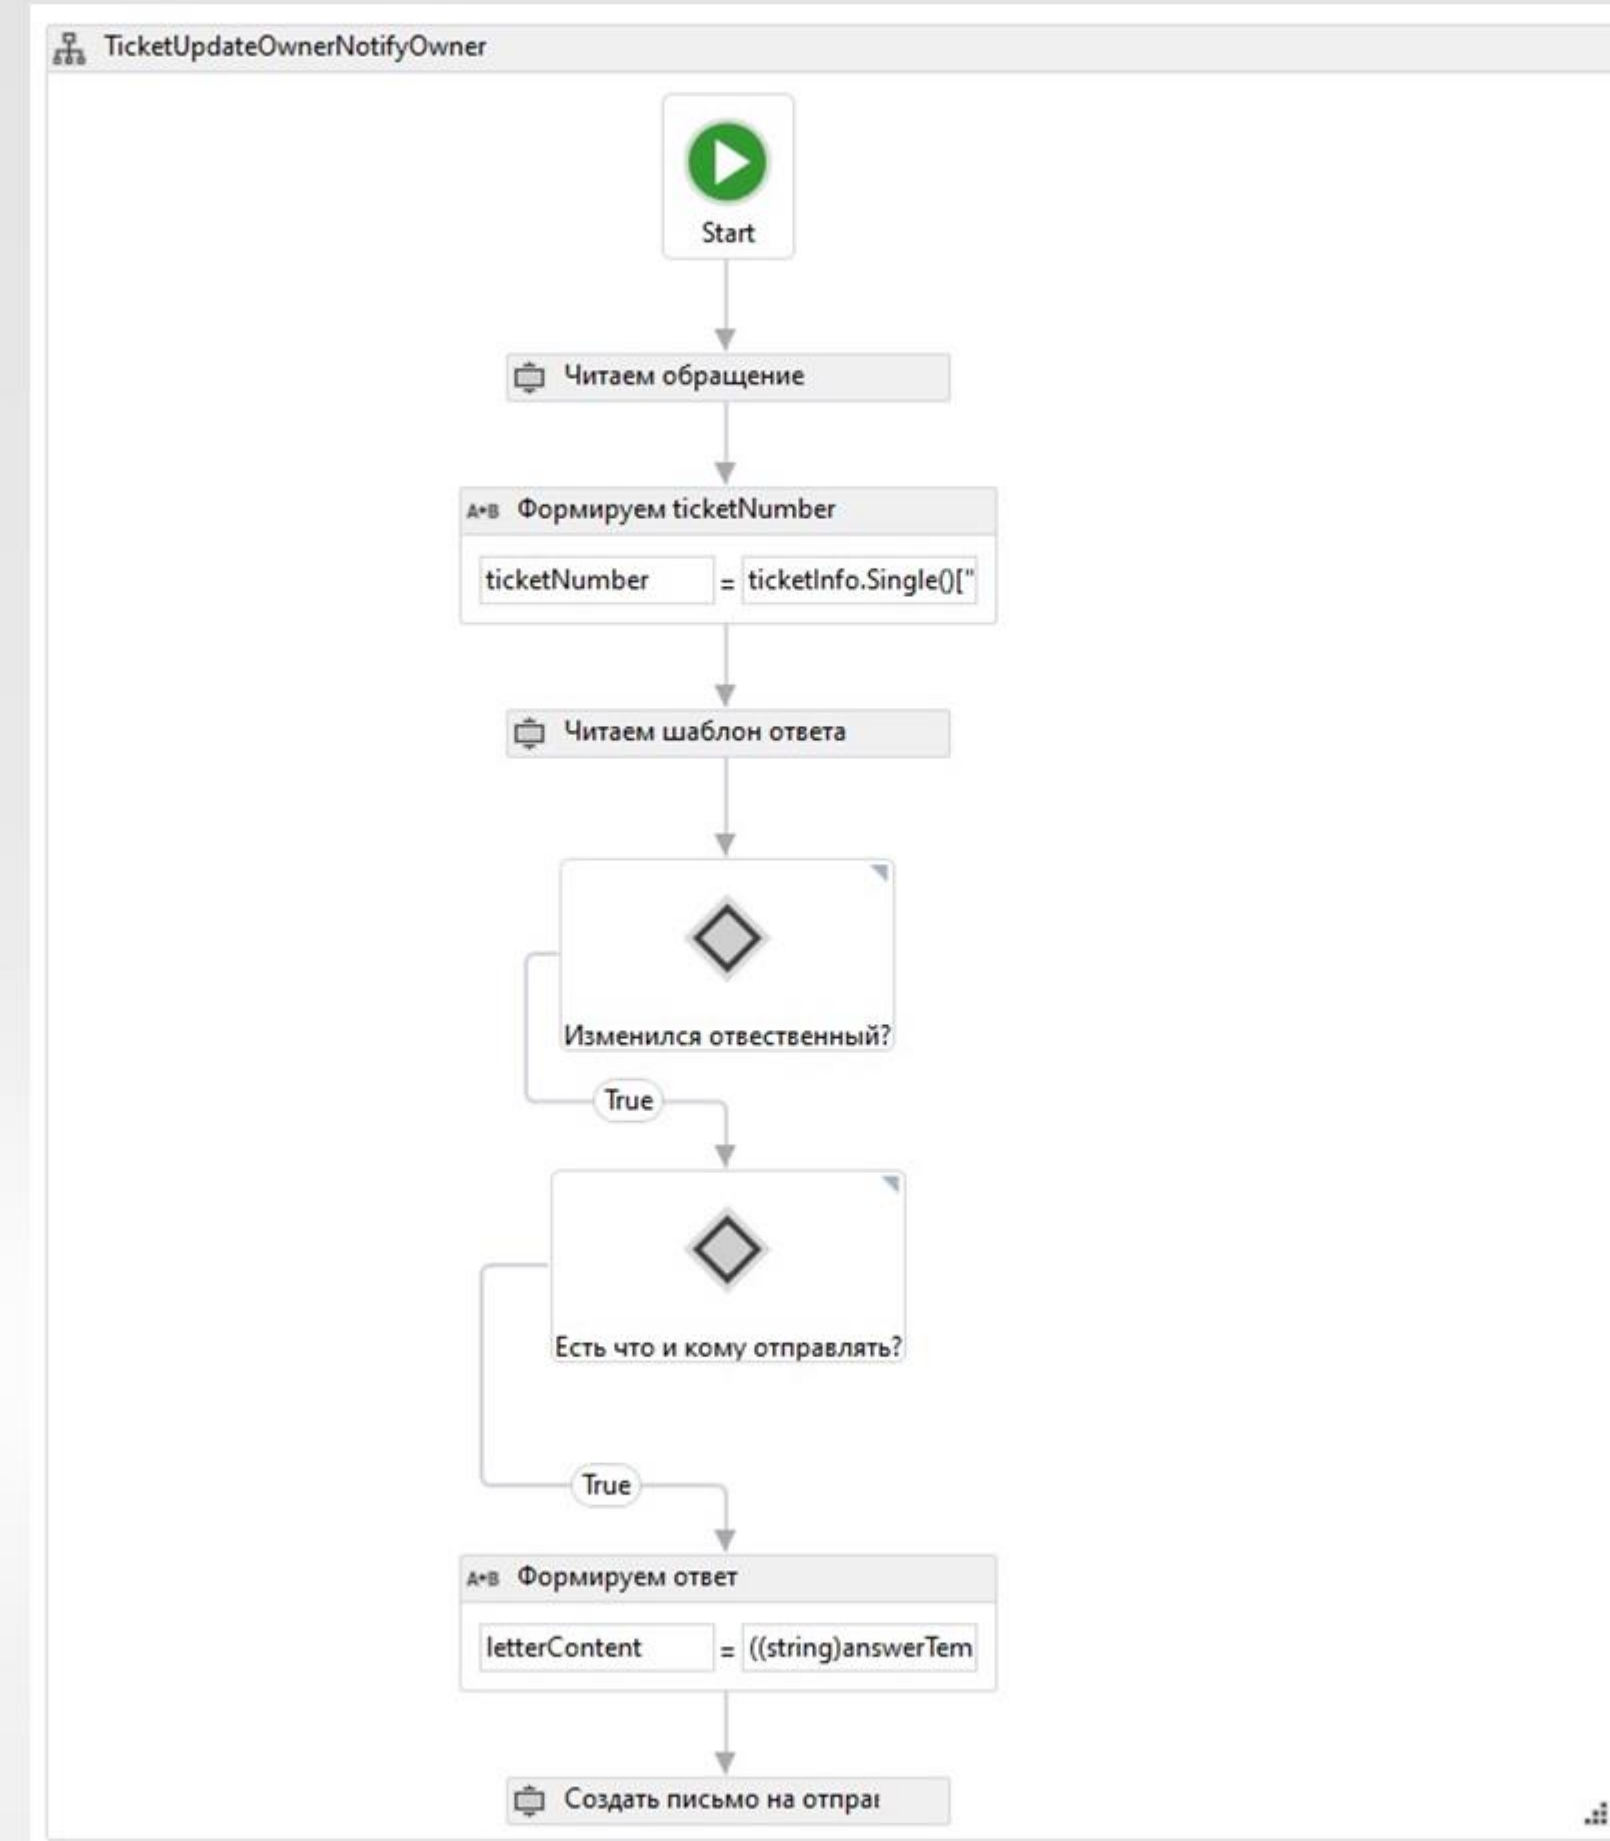 TicketUpdateOwnerNotifyOwner
Start
Читаем обращение
A+B Формируем ticketNumber
ticketNumber = ticketInfo.Single()["
Читаем шаблон ответа
Изменился отвественный?
True
Есть что и кому отправлять?
True
A+B Формируем ответ
letterContent = ((string)answerTem
Создать письмо на отпра